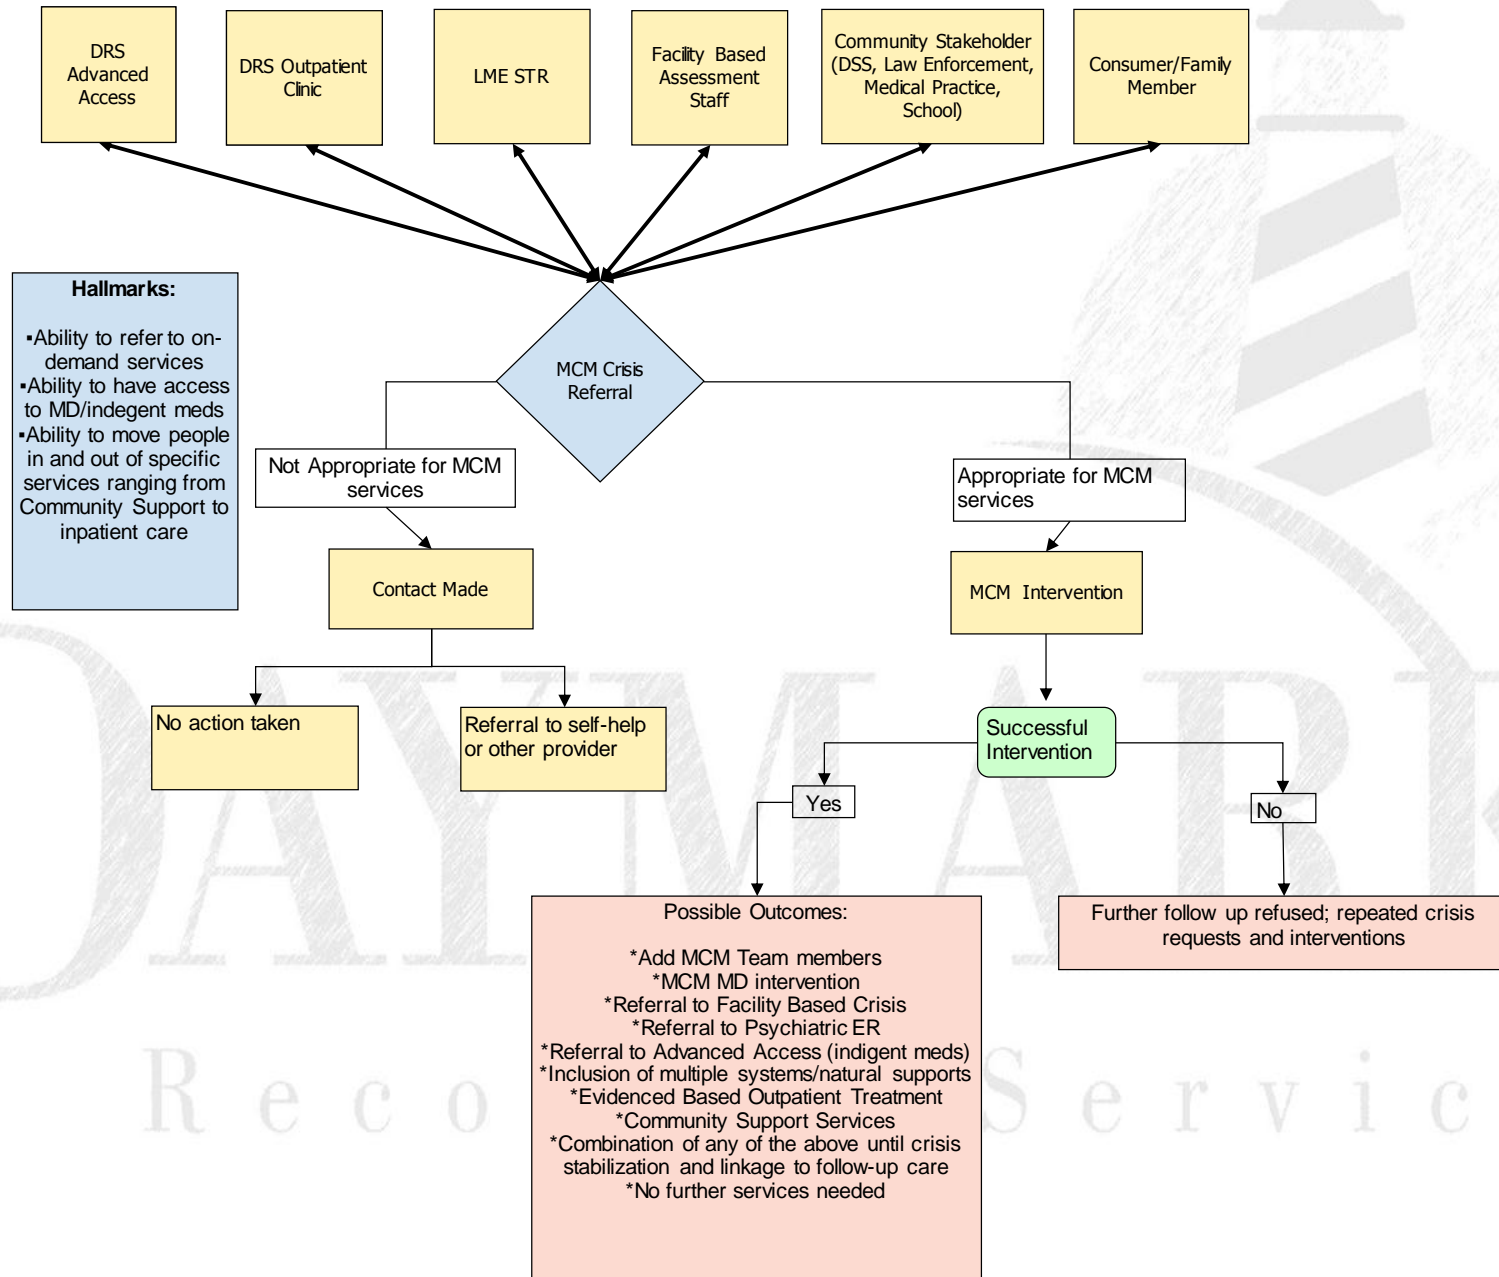 DRS
Advanced
Access
DRS Outpatient
Clinic
LME STR
Facility Based
Assessment
Staff
Community Stakeholder
(DSS, Law Enforcement,
Medical Practice,
School)
Consumer/Family
Member
Hallmarks:
▪Ability to refer to on-
demand services
▪Ability to have access
to MD/indegent meds
▪Ability to move people
in and out of specific
services ranging from
Community Support to
inpatient care
MCM Crisis
Referral
Not Appropriate for MCM
services
Appropriate for MCM
services
Contact Made
MCM Intervention
No action taken
Referral to self-help
or other provider
Successful
Intervention
Yes
No
Possible Outcomes:
*Add MCM Team members
*MCM MD intervention
*Referral to Facility Based Crisis
*Referral to Psychiatric ER
*Referral to Advanced Access (indigent meds)
*Inclusion of multiple systems/natural supports
*Evidenced Based Outpatient Treatment
*Community Support Services
*Combination of any of the above until crisis
stabilization and linkage to follow-up care
*No further services needed
Further follow up refused; repeated crisis
requests and interventions
DAYMARK
Reco Servic